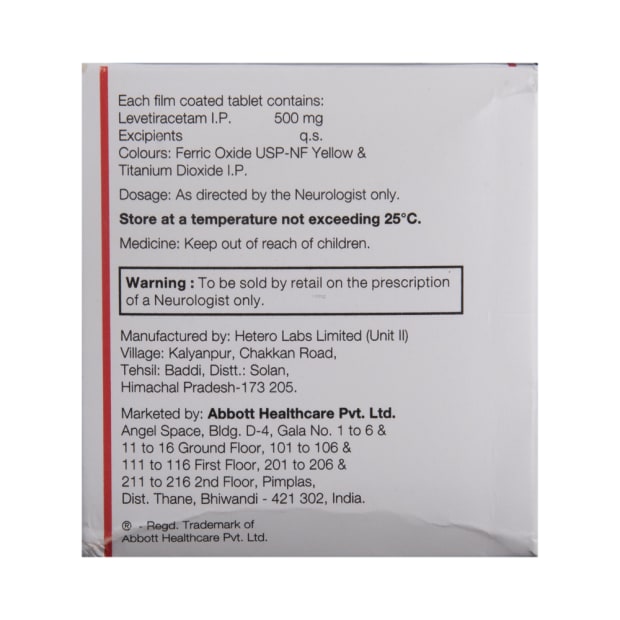 Each film coated tablet contains:
Levetiracetam I.P. 500 mg
Excipients q.s.
Colours: Ferric Oxide USP-NF Yellow &
Titanium Dioxide I.P.
Dosage: As directed by the Neurologist only.
Store at a temperature not exceeding 25°C.
Medicine: Keep out of reach of children.
Warning : To be sold by retail on the prescription
of a Neurologist only.
Manufactured by: Hetero Labs Limited (Unit II)
Village: Kalyanpur, Chakkan Road,
Tehsil: Baddi, Distt.: Solan,
Himachal Pradesh-173 205.
Marketed by: Abbott Healthcare Pvt. Ltd.
Angel Space, Bldg. D-4, Gala No. 1 to 6 &
11 to 16 Ground Floor, 101 to 106 &
111 to 116 First Floor, 201 to 206 &
211 to 216 2nd Floor, Pimplas,
Dist. Thane, Bhiwandi - 421 302, India.
® - Regd. Trademark of
Abbott Healthcare Pvt. Ltd.